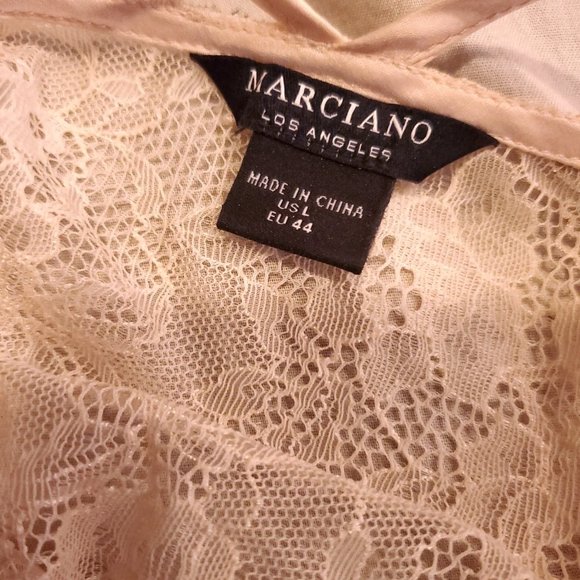 MARCIANO
LOS ANGELES
MADE IN CHINA
US L
EU 44